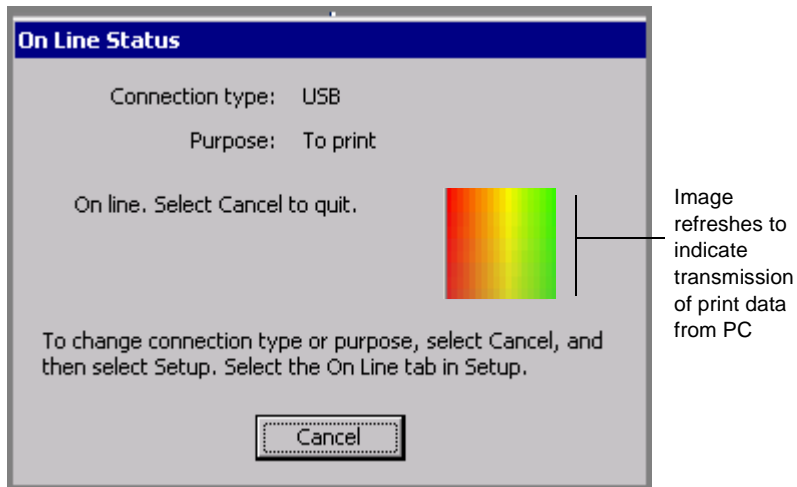 On Line Status
Connection type: USB
Purpose: To print
On line. Select Cancel to quit.
Image
refreshes to
indicate
transmission
of print data
from PC
To change connection type or purpose, select Cancel, and
then select Setup. Select the On Line tab in Setup.
Cancel